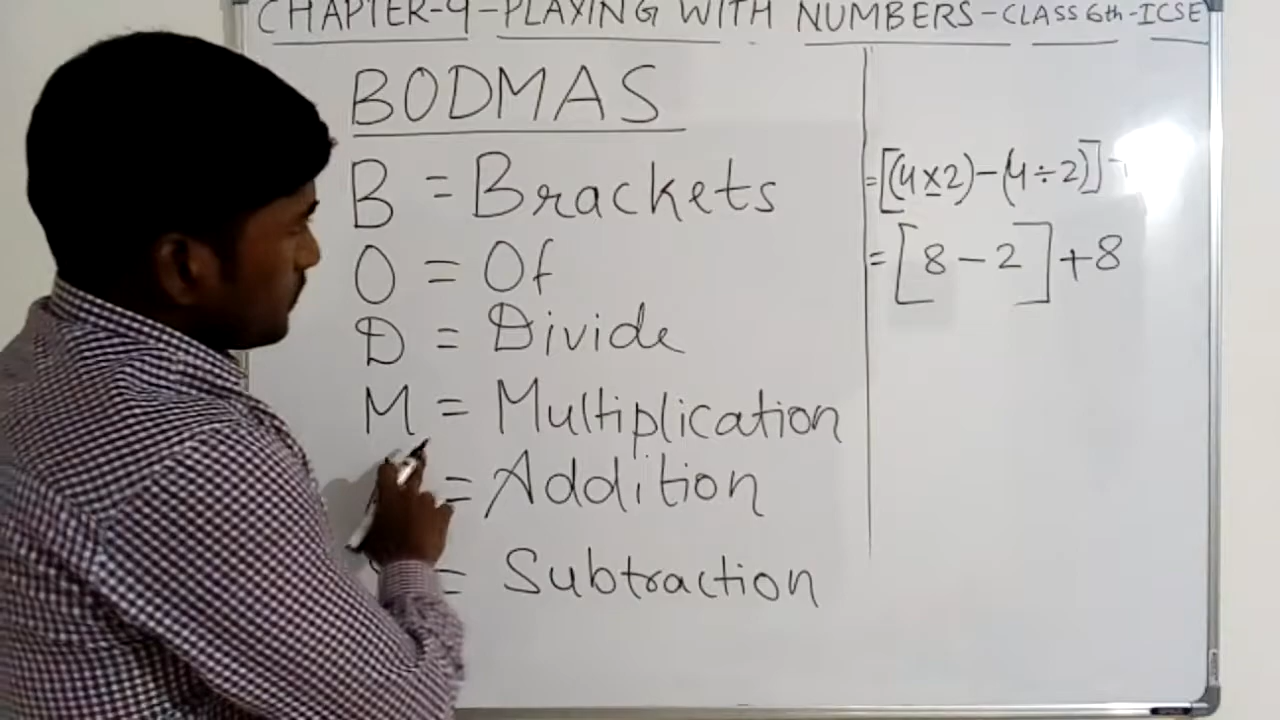 CHAPTER-4-PLAYING WITH NUMBERS-CLASS 6th-ICSE
BODMAS
B = Brackets
O = Of
D = Divide
M = Multiplication
= Addition
= Subtraction
=[(4×2)-(4÷2)]
=[8-2]+8